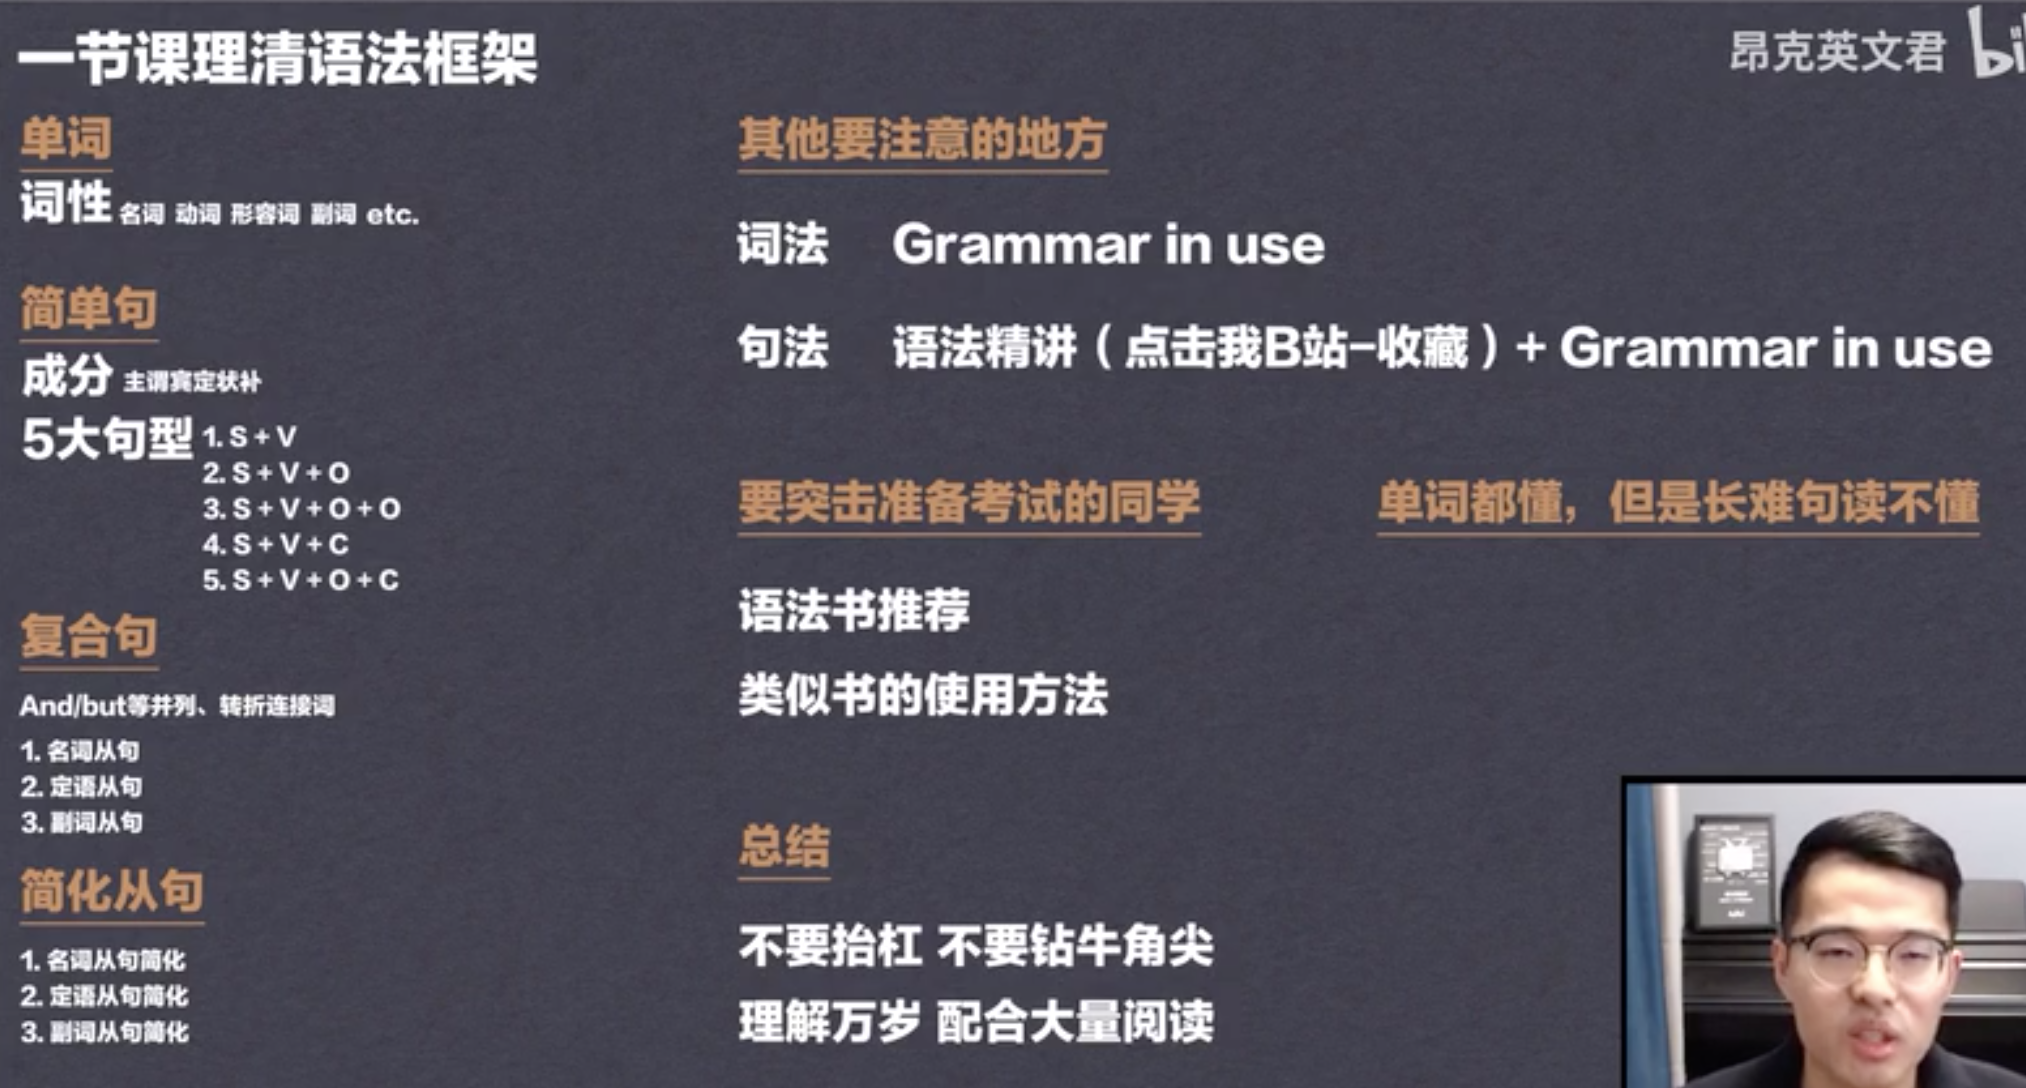 一节课理清语法框架
昂克英文君
单词
词性 名词 动词 形容词 副词 etc.
简单句
成分 主谓宾定状补
5大句型 1. S + V
2. S + V + O
3. S + V + O + O
4. S + V + C
5. S + V + O + C
复合句
And/but等并列、转折连接词
1. 名词从句
2. 定语从句
3. 副词从句
简化从句
1. 名词从句简化
2. 定语从句简化
3. 副词从句简化
其他要注意的地方
词法 Grammar in use
句法 语法精讲（点击我B站-收藏）+ Grammar in use
要突击准备考试的同学
语法书推荐
类似书的使用方法
单词都懂，但是长难句读不懂
总结
不要抬杠 不要钻牛角尖
理解万岁 配合大量阅读